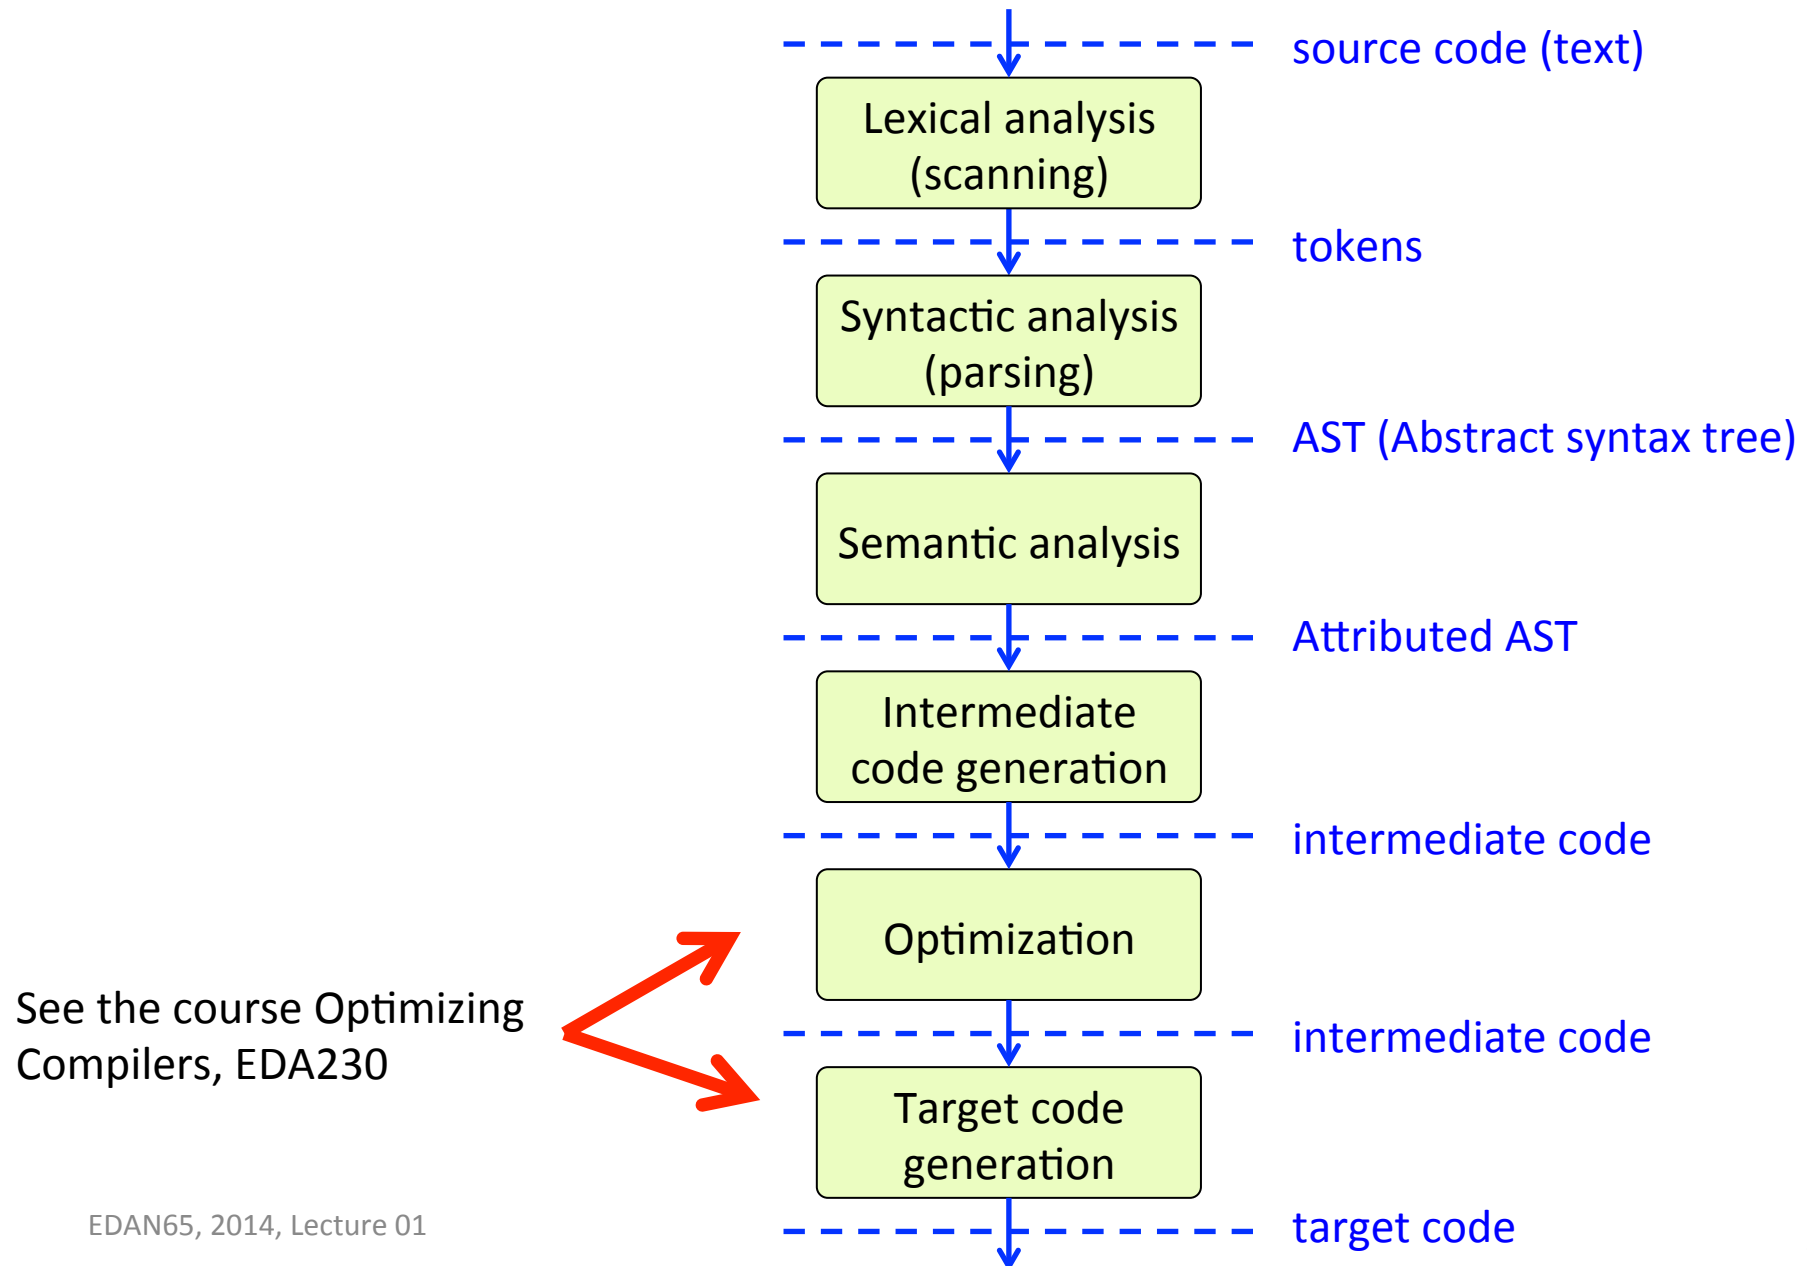 source code (text)
Lexical analysis
(scanning)
tokens
Syntactic analysis
(parsing)
AST (Abstract syntax tree)
Semantic analysis
Attributed AST
Intermediate
code generation
intermediate code
Optimization
See the course Optimizing
Compilers, EDA230
intermediate code
Target code
generation
EDAN65, 2014, Lecture 01
target code